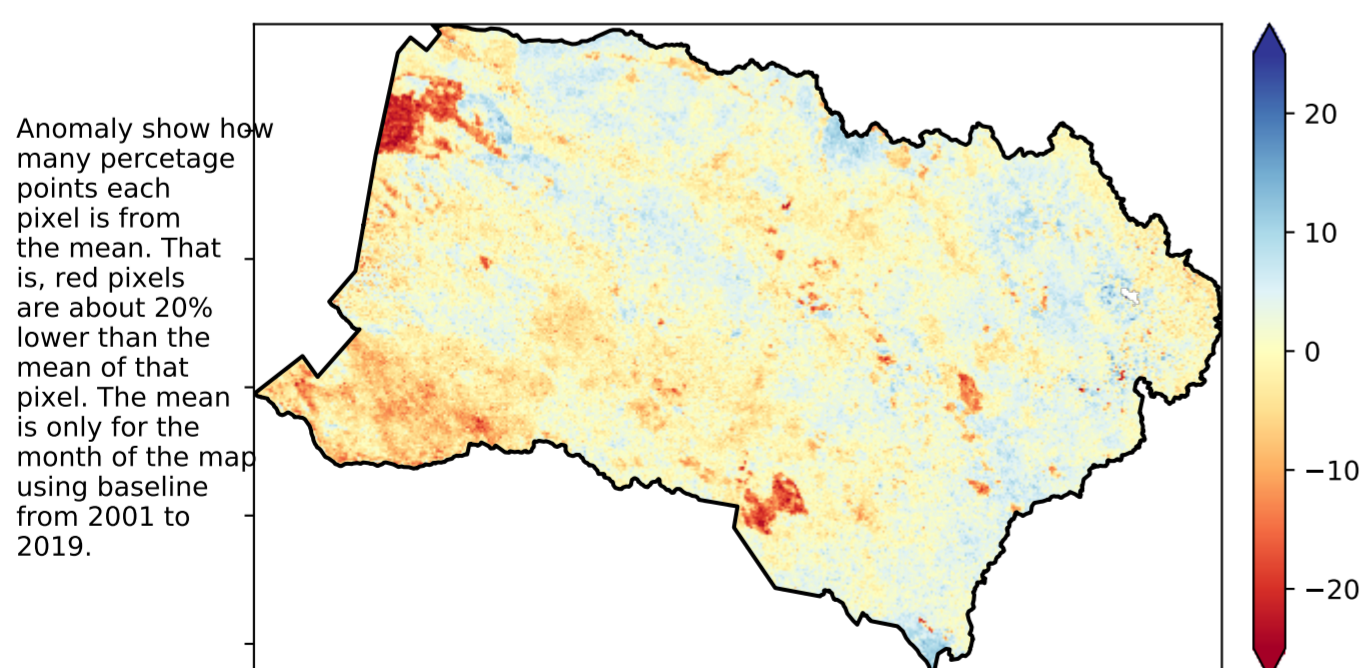 Anomaly show how
many percetage
points each
pixel is from
the mean. That
is, red pixels
are about 20%
lower than the
mean of that
pixel. The mean
is only for the
month of the map
using baseline
from 2001 to
2019.
20
10
0
−10
−20